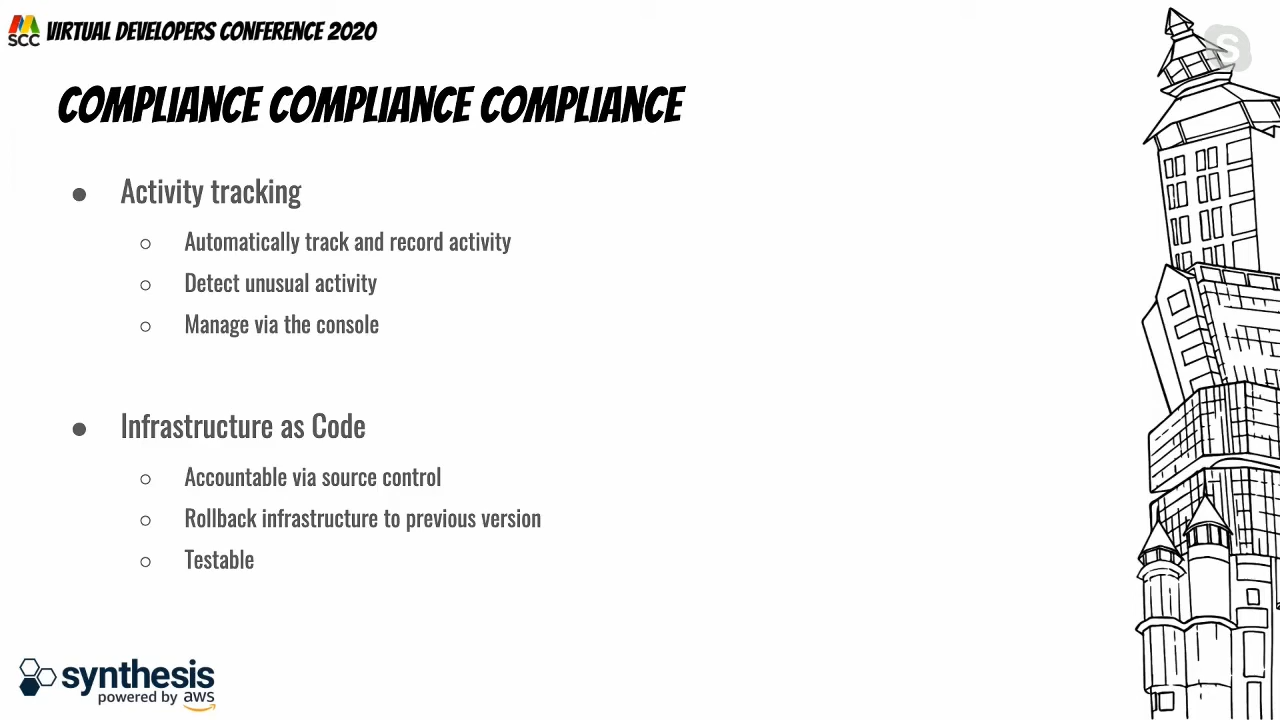 SCC VIRTUAL DEVELOPERS CONFERENCE 2020
S
COMPLIANCE COMPLIANCE COMPLIANCE
● Activity tracking
○ Automatically track and record activity
○ Detect unusual activity
○ Manage via the console
● Infrastructure as Code
○ Accountable via source control
○ Rollback infrastructure to previous version
○ Testable
synthesis
powered by aws